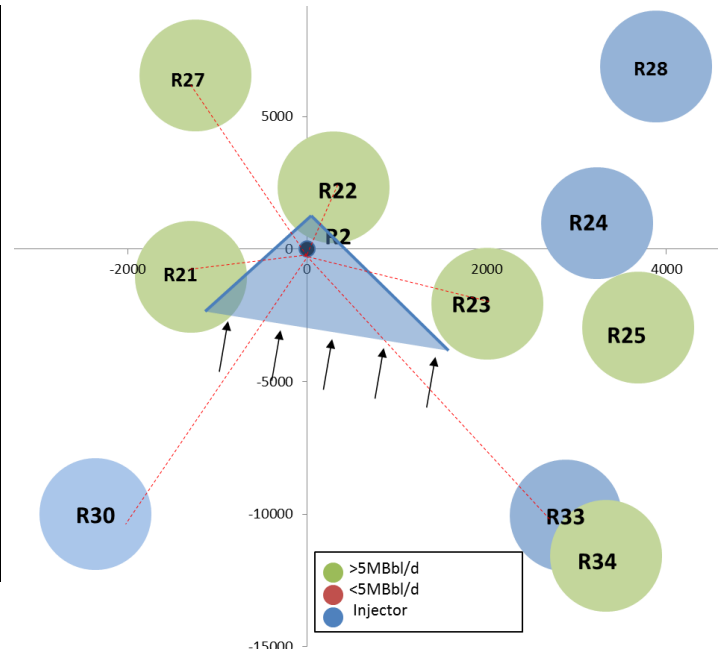 R28
R27
5000
R22
R24
R2
0
-2000
0
2000
4000
R21
R23
R25
-5000
R30
-10000
R33
R34
>5MBbl/d
<5MBbl/d
Injector
-15000